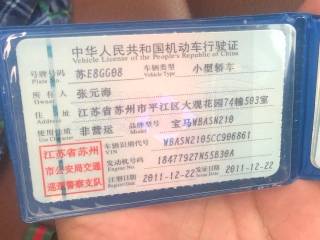 中华人民共和国机动车行驶证
Vehicle License of the People's Republic of China
号牌号码 苏E8GG08 车辆类型 小型轿车
Plate No. Vehicle Type
所有人 张元海
Owner
住址 江苏省苏州市平江区大观花园74幢503室
Address
使用性质 非营运 品牌型号 宝马WBA5N210
Use Character Model
江苏省苏州市公安局交通巡逻警察支队
车辆识别代号 WBA5N2105CC906861
VIN
发动机号码 18477927N55B30A
Engine No.
注册日期 2011-12-22 发证日期 2011-12-22
Register Date Issue Date